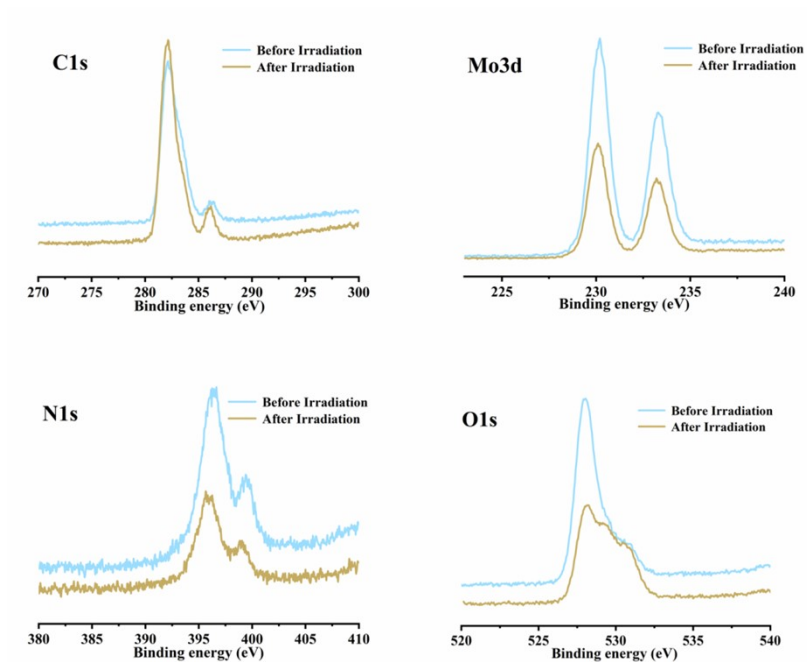 C1s
Before Irradiation
After Irradiation
270 275 280 285 290 295 300
Binding energy (eV)
Mo3d
Before Irradiation
After Irradiation
225 230 235 240
Binding energy (eV)
N1s
Before Irradiation
After Irradiation
380 385 390 395 400 405 410
Binding energy (eV)
O1s
Before Irradiation
After Irradiation
520 525 530 535 540
Binding energy (eV)